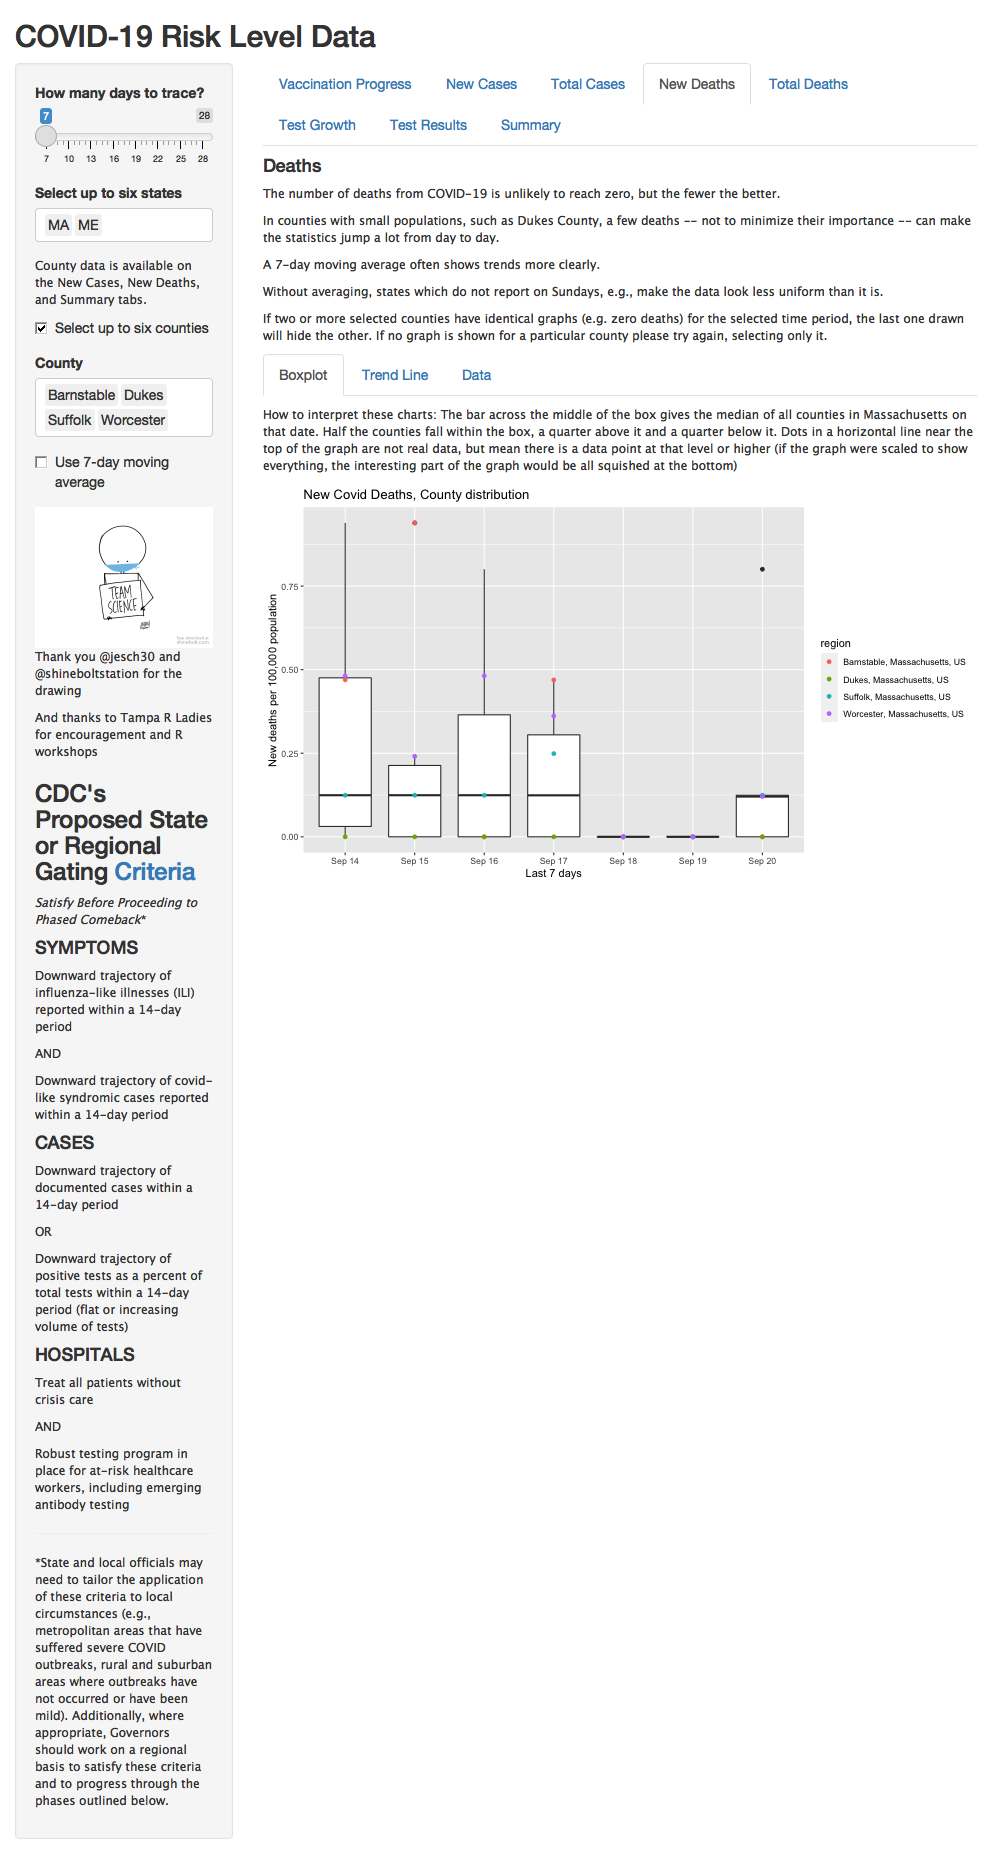 COVID-19 Risk Level Data
How many days to trace?
7
28
7 10 13 16 19 22 25 28
Select up to six states
MA ME
County data is available on
the New Cases, New Deaths,
and Summary tabs.
Select up to six counties
County
Barnstable Dukes
Suffolk Worcester
Use 7-day moving
average
TEAM
SCIENCE
Thank you @jesch30 and
@shineboltstation for the
drawing
And thanks to Tampa R Ladies
for encouragement and R
workshops
CDC's
Proposed State
or Regional
Gating Criteria
Satisfy Before Proceeding to
Phased Comeback*
SYMPTOMS
Downward trajectory of
influenza-like illnesses (ILI)
reported within a 14-day
period
AND
Downward trajectory of covid-
like syndromic cases reported
within a 14-day period
CASES
Downward trajectory of
documented cases within a
14-day period
OR
Downward trajectory of
positive tests as a percent of
total tests within a 14-day
period (flat or increasing
volume of tests)
HOSPITALS
Treat all patients without
crisis care
AND
Robust testing program in
place for at-risk healthcare
workers, including emerging
antibody testing
*State and local officials may
need to tailor the application
of these criteria to local
circumstances (e.g.,
metropolitan areas that have
suffered severe COVID
outbreaks, rural and suburban
areas where outbreaks have
not occurred or have been
mild). Additionally, where
appropriate, Governors
should work on a regional
basis to satisfy these criteria
and to progress through the
phases outlined below.
Vaccination Progress New Cases Total Cases New Deaths Total Deaths
Test Growth Test Results Summary
Deaths
The number of deaths from COVID-19 is unlikely to reach zero, but the fewer the better.
In counties with small populations, such as Dukes County, a few deaths -- not to minimize their importance -- can make
the statistics jump a lot from day to day.
A 7-day moving average often shows trends more clearly.
Without averaging, states which do not report on Sundays, e.g., make the data look less uniform than it is.
If two or more selected counties have identical graphs (e.g. zero deaths) for the selected time period, the last one drawn
will hide the other. If no graph is shown for a particular county please try again, selecting only it.
Boxplot Trend Line Data
How to interpret these charts: The bar across the middle of the box gives the median of all counties in Massachusetts on
that date. Half the counties fall within the box, a quarter above it and a quarter below it. Dots in a horizontal line near the
top of the graph are not real data, but mean there is a data point at that level or higher (if the graph were scaled to show
everything, the interesting part of the graph would be all squished at the bottom)
New Covid Deaths, County distribution
New deaths per 100,000 population
0.75
0.50
0.25
0.00
Sep 14 Sep 15 Sep 16 Sep 17 Sep 18 Sep 19 Sep 20
Last 7 days
region
Barnstable, Massachusetts, US
Dukes, Massachusetts, US
Suffolk, Massachusetts, US
Worcester, Massachusetts, US